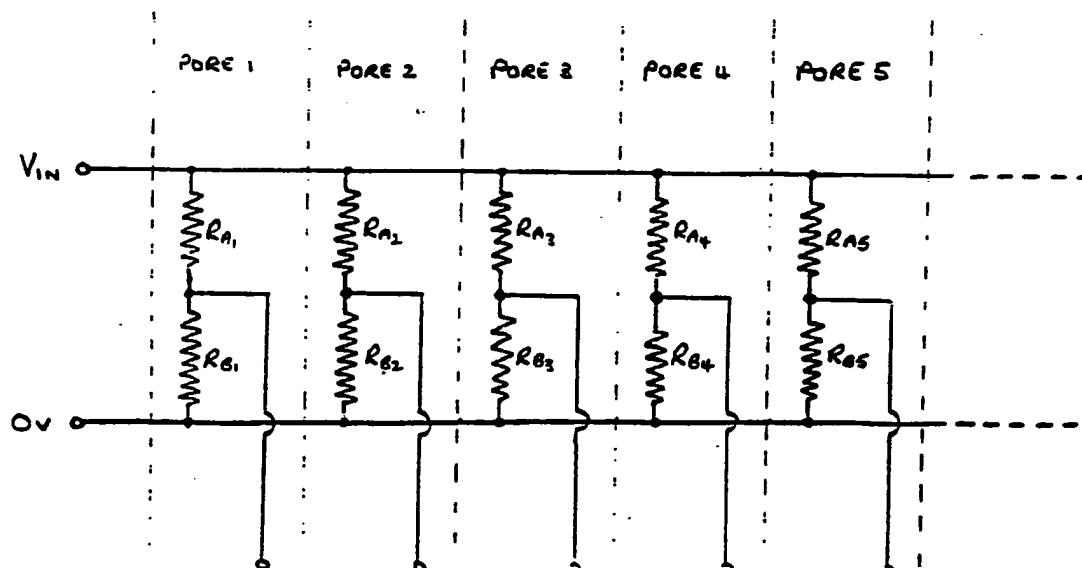 PORE 1 PORE 2 PORE 3 PORE 4 PORE 5
VIN
RA1 RA2 RA3 RA4 RA5
RB1 RB2 RB3 RB4 RB5
0V